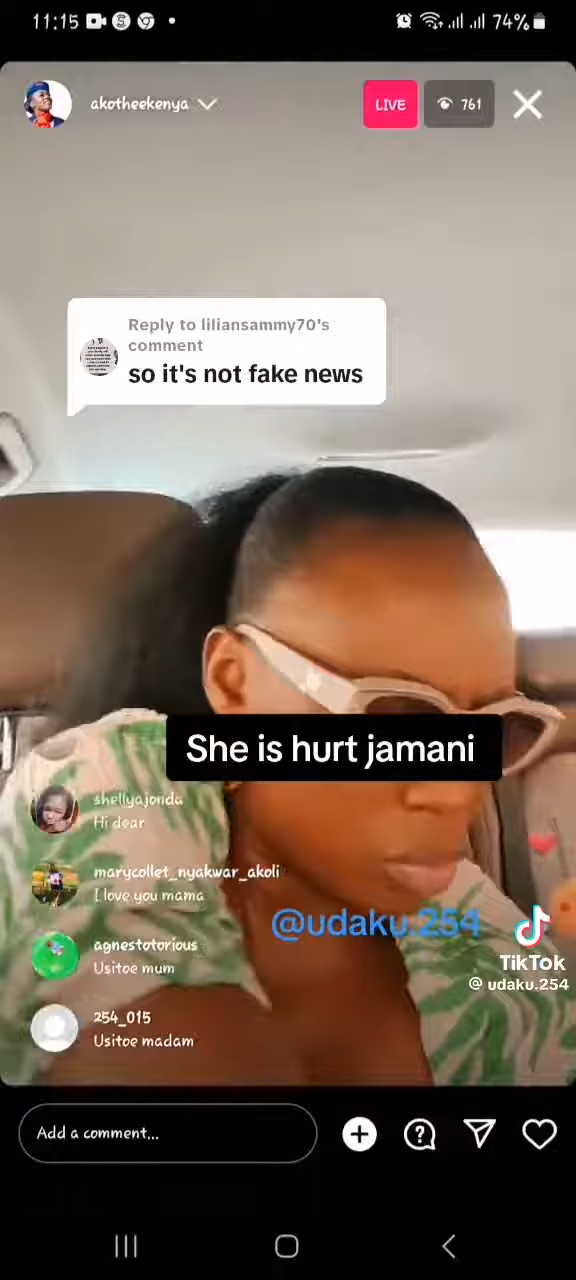 11:15
74%
akotheekenya
LIVE
761
Reply to liliansammy70's
comment
so it's not fake news
She is hurt jamani
shellyajonda
Hi dear
marycollet_nyakwar_akoli
I love you mama
agnestotorious
Usitoe mum
254_015
Usitoe madam
@udaku.254
TikTok
@ udaku.254
Add a comment...